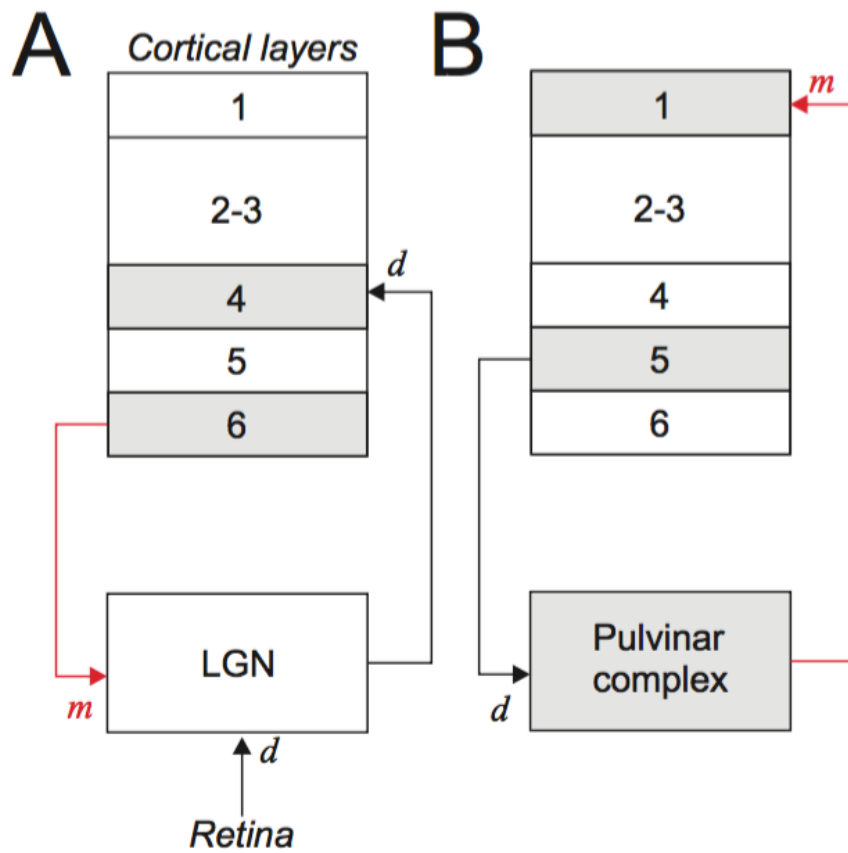 A
Cortical layers
1
2-3
4
5
6
d
m
LGN
d
Retina
B
1
2-3
4
5
6
m
d
Pulvinar
complex